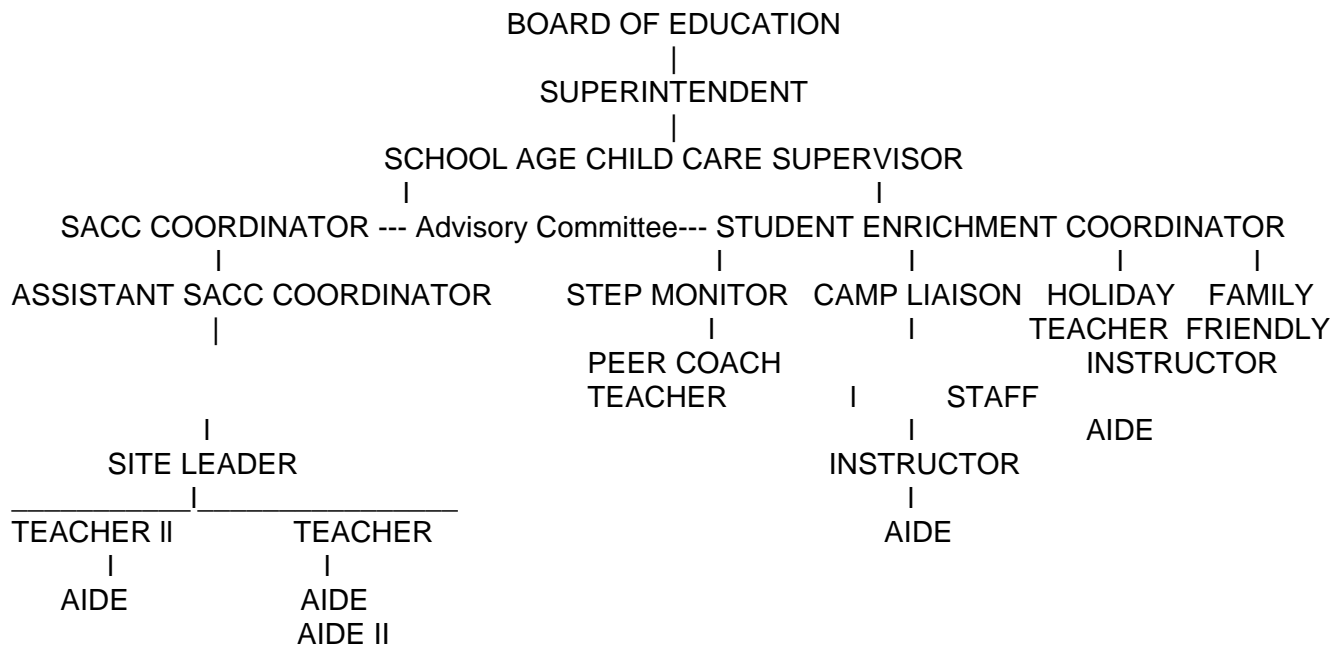 BOARD OF EDUCATION
|
SUPERINTENDENT
|
SCHOOL AGE CHILD CARE SUPERVISOR
I I
SACC COORDINATOR --- Advisory Committee--- STUDENT ENRICHMENT COORDINATOR
I I I I I
ASSISTANT SACC COORDINATOR STEP MONITOR CAMP LIAISON HOLIDAY FAMILY
| I I TEACHER FRIENDLY
PEER COACH INSTRUCTOR
TEACHER I STAFF
I I AIDE
SITE LEADER INSTRUCTOR
___________I________________ I
TEACHER II TEACHER AIDE
I I
AIDE AIDE
AIDE II